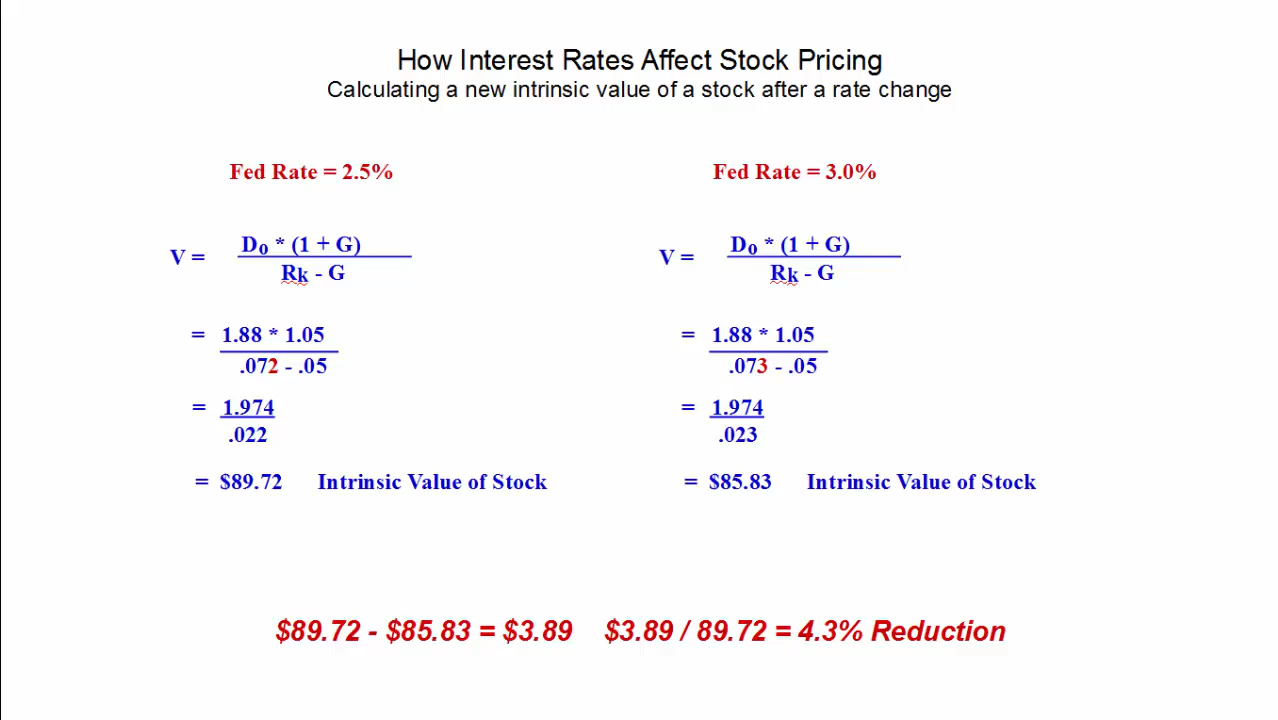 How Interest Rates Affect Stock Pricing
Calculating a new intrinsic value of a stock after a rate change
Fed Rate = 2.5%
V = D₀ * (1 + G)
Rk - G
= 1.88 * 1.05
.072 - .05
= 1.974
.022
= $89.72 Intrinsic Value of Stock
Fed Rate = 3.0%
V = D₀ * (1 + G)
Rk - G
= 1.88 * 1.05
.073 - .05
= 1.974
.023
= $85.83 Intrinsic Value of Stock
$89.72 - $85.83 = $3.89 $3.89 / 89.72 = 4.3% Reduction